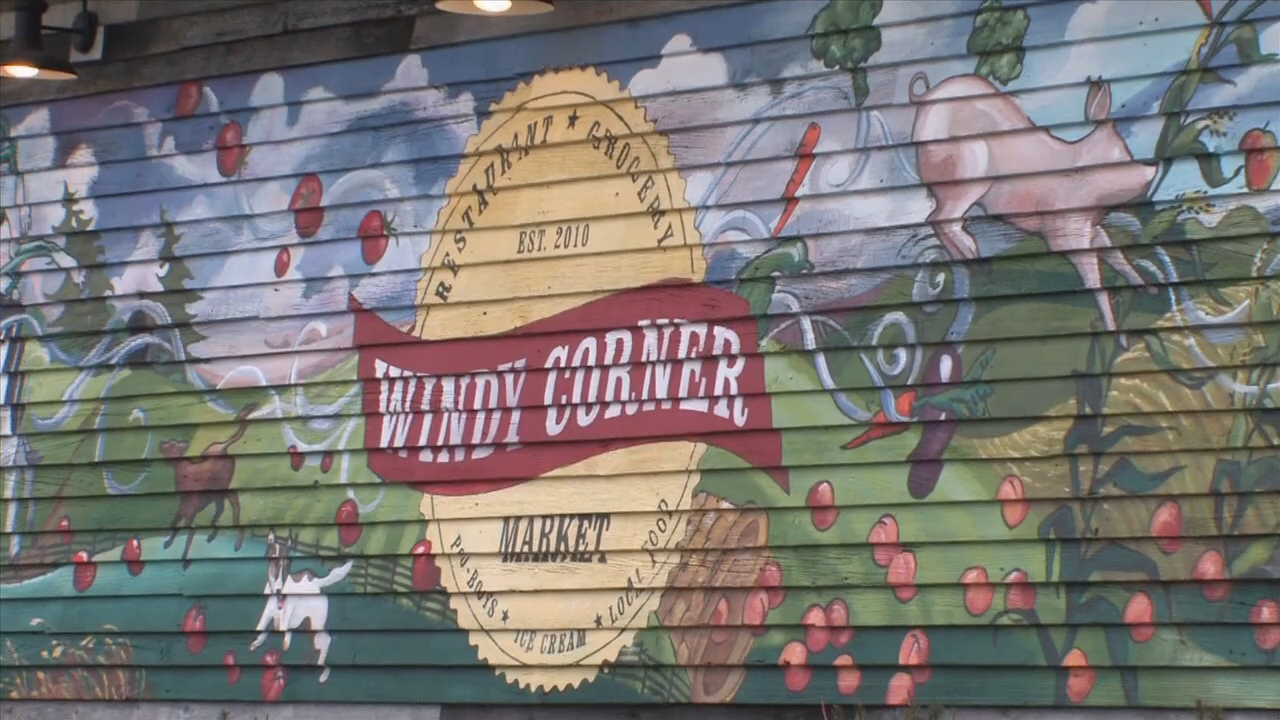 RESTAURANT ★ GROCERY
EST. 2010
WINDY CORNER
MARKET
PO-BOYS ★ ICE CREAM ★ LOCAL FOOD